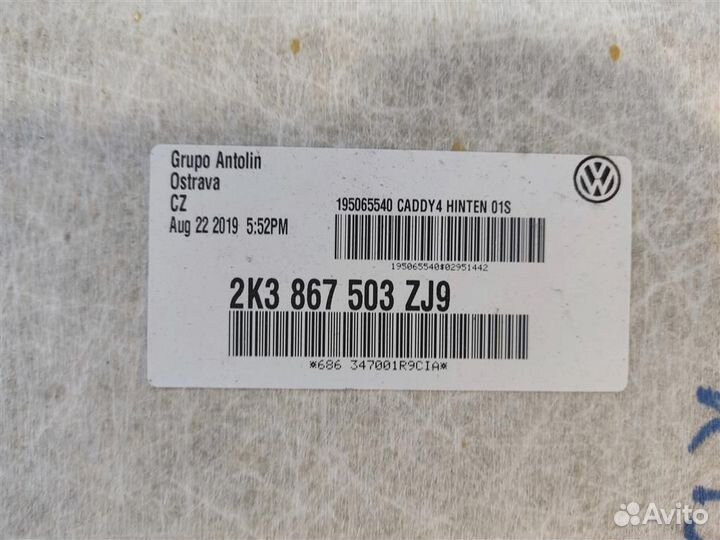 Grupo Antolin
Ostrava
CZ
Aug 22 2019 5:52PM
195065540 CADDY4 HINTEN 01S
195065540#02951442
2K3 867 503 ZJ9
*686 347001R9CIA*
Avito